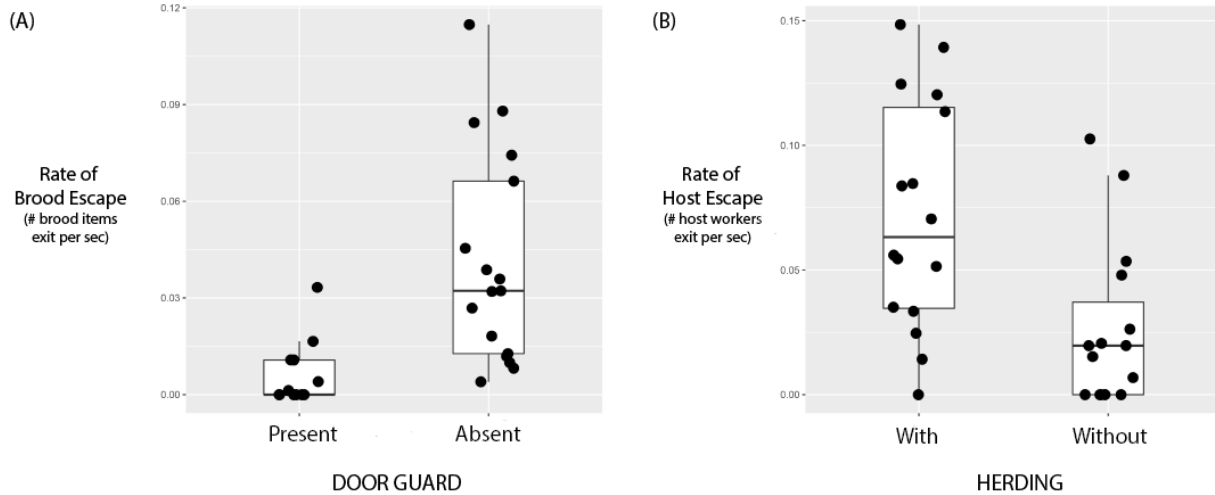 (A)
0.12
0.09
0.06
0.03
0.00
Rate of
Brood Escape
(# brood items
exit per sec)
Present
Absent
DOOR GUARD
(B)
0.15
0.10
0.05
0.00
Rate of
Host Escape
(# host workers
exit per sec)
With
Without
HERDING